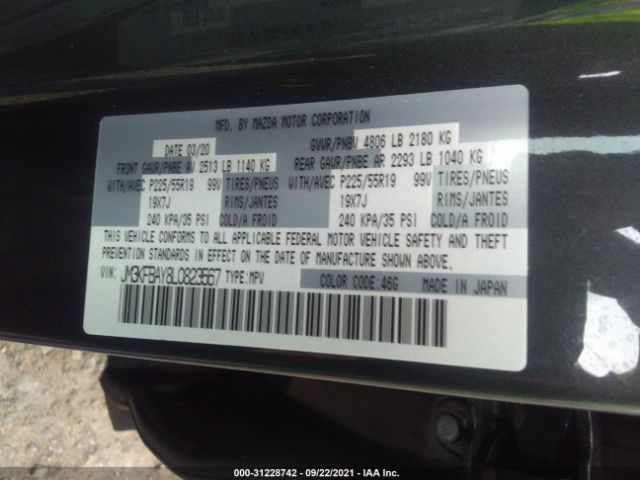 MFD. BY MAZDA MOTOR CORPORATION
DATE 03/20 GVWR/PNBV 4806 LB 2180 KG
FRONT GAWR/PNBE AV 2513 LB 1140 KG REAR GAWR/PNBE AR 2293 LB 1040 KG
WITH/AVEC P225/55R19 99V TIRES/PNEUS WITH/AVEC P225/55R19 99V TIRES/PNEUS
19X7J RIMS/JANTES 19X7J RIMS/JANTES
240 KPA/35 PSI COLD/A FROID 240 KPA/35 PSI COLD/A FROID
THIS VEHICLE CONFORMS TO ALL APPLICABLE FEDERAL MOTOR VEHICLE SAFETY AND THEFT
PREVENTION STANDARDS IN EFFECT ON THE DATE OF MANUFACTURE SHOWN ABOVE.
VIN: JM3KFBAY8L0823567 TYPE:MPV COLOR CODE:46G MADE IN JAPAN
000-31228742 - 09/22/2021 - IAA Inc.